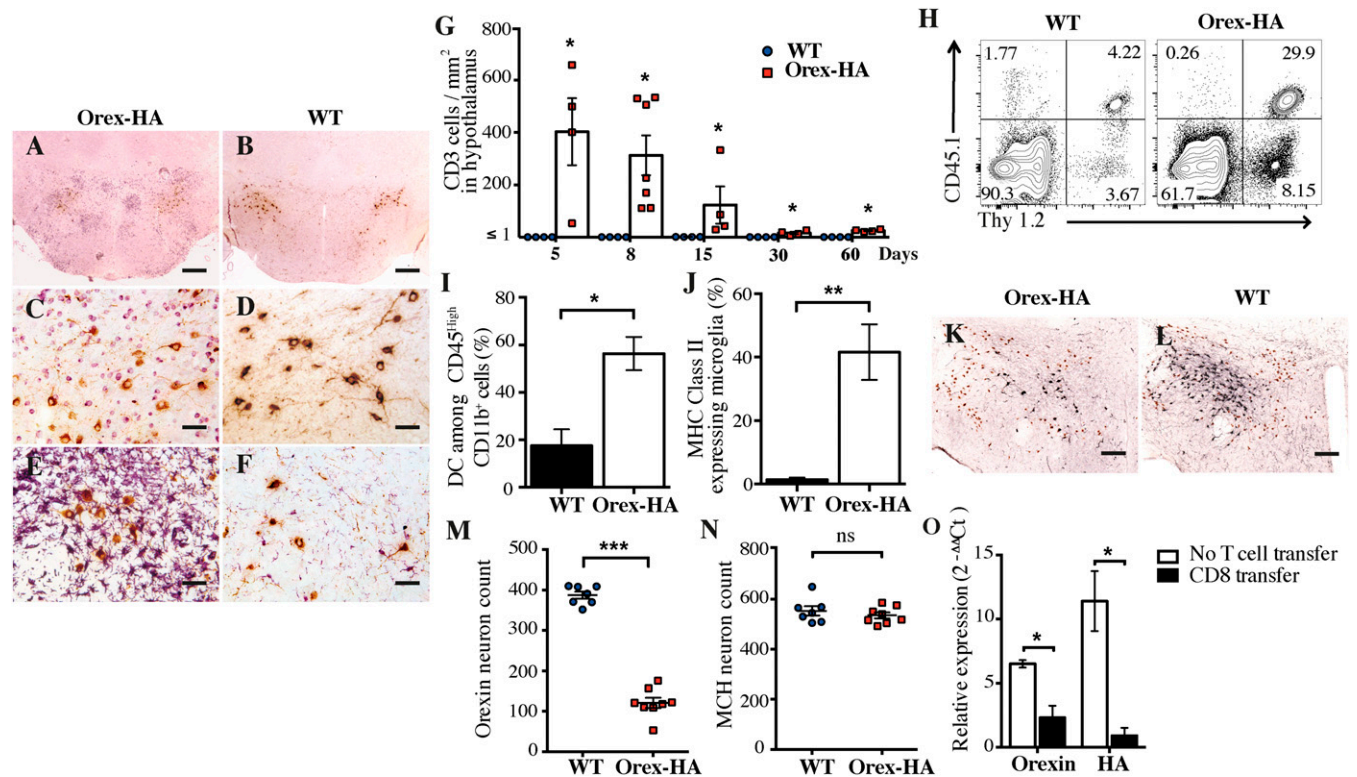 Orex-HA WT
A B
C D
E F
G
CD3 cells / mm²
in hypothalamus
800
600
400
200
≤ 1
* * * * *
WT
Orex-HA
5 8 15 30 60 Days
H
WT Orex-HA
CD45.1
1.77 4.22 0.26 29.9
90.3 3.67 61.7 8.15
Thy 1.2
I
DC among CD45High
CD11b⁺ cells (%)
80
60
40
20
0
*
WT Orex-HA
J
MHC Class II
expressing microglia (%)
60
40
20
0
**
WT Orex-HA
Orex-HA WT
K L
M
Orexin neuron count
500
400
300
200
100
0
***
WT Orex-HA
N
MCH neuron count
800
600
400
200
0
ns
WT Orex-HA
O
Relative expression (2 -ΔΔCt)
15
10
5
0
* *
Orexin HA
No T cell transfer
CD8 transfer